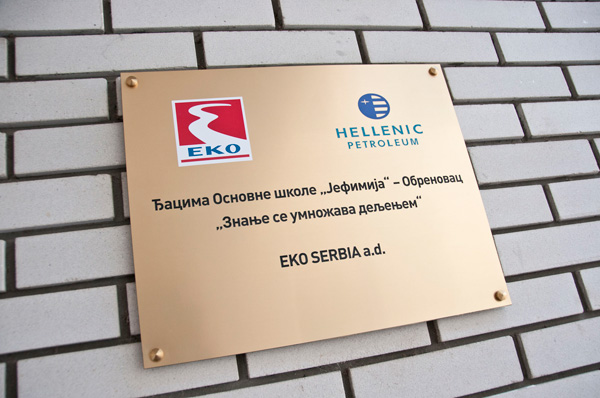 EKO
HELLENIC
PETROLEUM
Ђацима Основне школе „Јефимија“ – Обреновац
„Знање се умножава дељењем“
EKO SERBIA a.d.